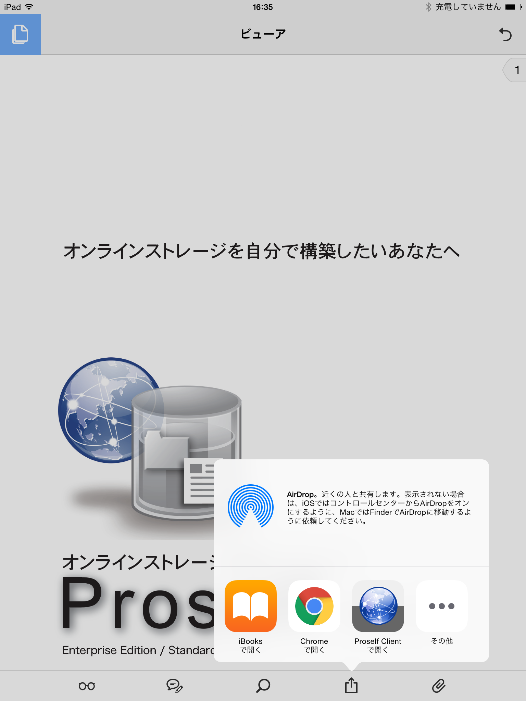 iPad 16:35 充電していません
ビューア
1
オンラインストレージを自分で構築したいあなたへ
AirDrop。近くの人と共有します。表示されない場合
は、iOSではコントロールセンターからAirDropをオン
にするように、MacではFinderでAirDropに移動するよ
うに依頼してください。
オンラインストレージ
Pros
Enterprise Edition / Standard
iBooks
で開く
Chrome
で開く
Proself Client
で開く
その他